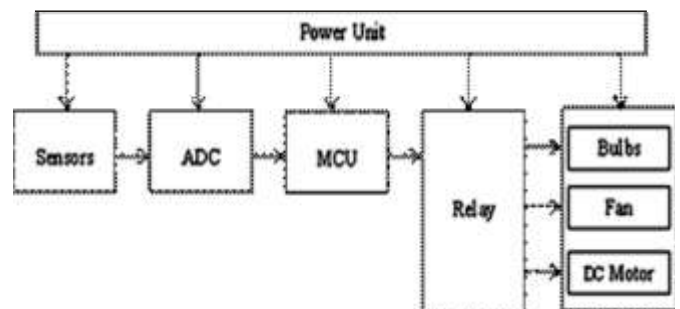 Power Unit
Sensors
ADC
MCU
Relay
Bulbs
Fan
DC Motor